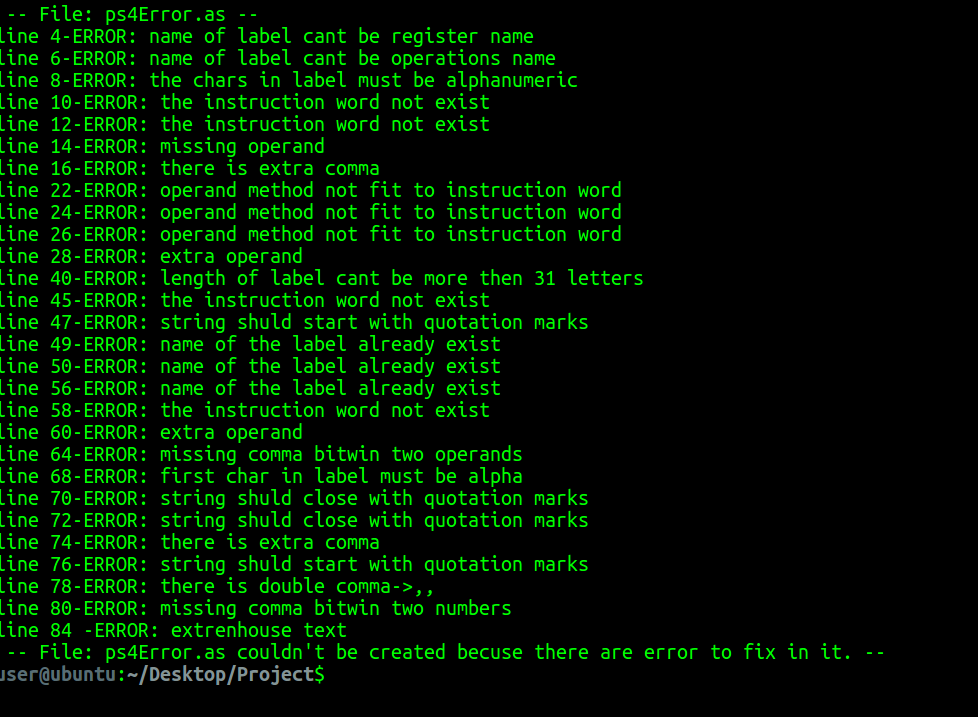 -- File: ps4Error.as --
line 4-ERROR: name of label cant be register name
line 6-ERROR: name of label cant be operations name
line 8-ERROR: the chars in label must be alphanumeric
line 10-ERROR: the instruction word not exist
line 12-ERROR: the instruction word not exist
line 14-ERROR: missing operand
line 16-ERROR: there is extra comma
line 22-ERROR: operand method not fit to instruction word
line 24-ERROR: operand method not fit to instruction word
line 26-ERROR: operand method not fit to instruction word
line 28-ERROR: extra operand
line 40-ERROR: length of label cant be more then 31 letters
line 45-ERROR: the instruction word not exist
line 47-ERROR: string shuld start with quotation marks
line 49-ERROR: name of the label already exist
line 50-ERROR: name of the label already exist
line 56-ERROR: name of the label already exist
line 58-ERROR: the instruction word not exist
line 60-ERROR: extra operand
line 64-ERROR: missing comma bitwin two operands
line 68-ERROR: first char in label must be alpha
line 70-ERROR: string shuld close with quotation marks
line 72-ERROR: string shuld close with quotation marks
line 74-ERROR: there is extra comma
line 76-ERROR: string shuld start with quotation marks
line 78-ERROR: there is double comma->,,
line 80-ERROR: missing comma bitwin two numbers
line 84 -ERROR: extrenhouse text
-- File: ps4Error.as couldn't be created becuse there are error to fix in it. --
user@ubuntu:~/Desktop/Project$